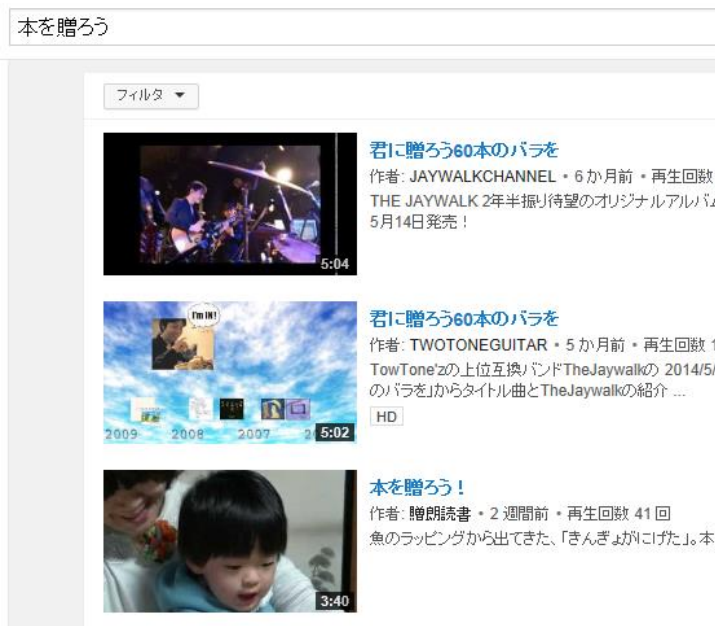 本を贈ろう
フィルタ
君に贈ろう60本のバラを
作者: JAYWALKCHANNEL • 6 か月前 • 再生回数
THE JAYWALK 2年半振り待望のオリジナルアルバム
5月14日発売！
5:04
君に贈ろう60本のバラを
作者: TWOTONEGUITAR • 5 か月前 • 再生回数 1
TowTone'zの上位互換バンドTheJaywalkの 2014/5/
のバラを」からタイトル曲とTheJaywalkの紹介 ...
HD
I'm IN!
2009 2008 2007
5:02
本を贈ろう！
作者: 贈朗読書 • 2 週間前 • 再生回数 41 回
魚のラッピングから出てきた、「きんぎょがにげた」。本
3:40